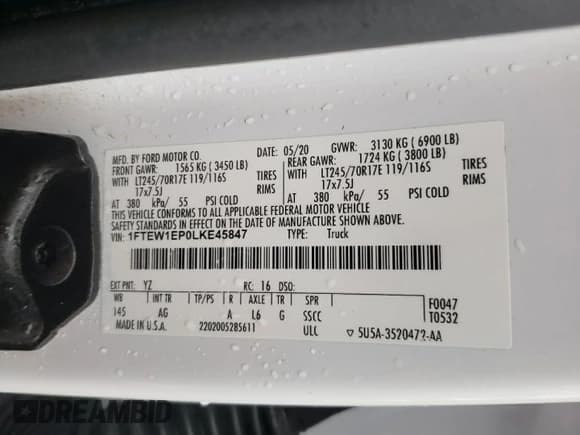 MFD. BY FORD MOTOR CO.
DATE: 05/20 GVWR: 3130 KG ( 6900 LB)
FRONT GAWR: 1565 KG ( 3450 LB)
REAR GAWR: 1724 KG ( 3800 LB)
WITH LT245/70R17E 119/116S TIRES
WITH LT245/70R17E 119/116S TIRES
17x7.5J RIMS
17x7.5J RIMS
AT 380 kPa/ 55 PSI COLD
AT 380 kPa/ 55 PSI COLD
THIS VEHICLE CONFORMS TO ALL APPLICABLE FEDERAL MOTOR VEHICLE
SAFETY STANDARDS IN EFFECT ON THE DATE OF MANUFACTURE SHOWN ABOVE.
VIN: 1FTEW1EP0LKE45847 TYPE: Truck
EXT PNT: YZ RC: 16 DSO:
WB INT TR TP/PS R AXLE TR SPR
145 AG A L6 G SSCC
F0047
T0532
MADE IN U.S.A. 2202005285611 ULC
▽ 5U5A-3520472-AA
DREAMBID